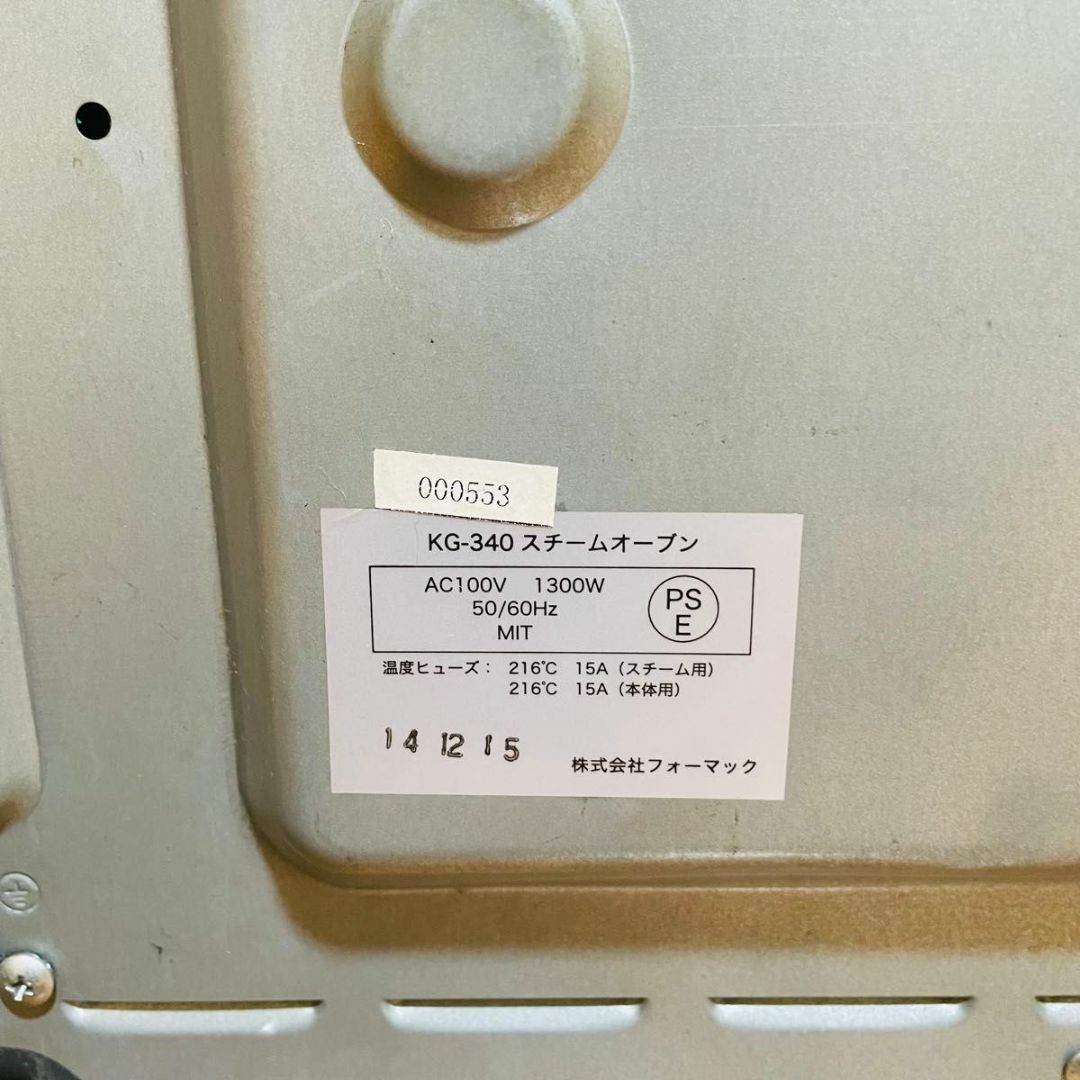 000553
KG-340 スチームオーブン
AC100V 1300W
50/60Hz
MIT
PS
E
温度ヒューズ： 216℃ 15A（スチーム用）
216℃ 15A（本体用）
14 12 15
株式会社フォーマック